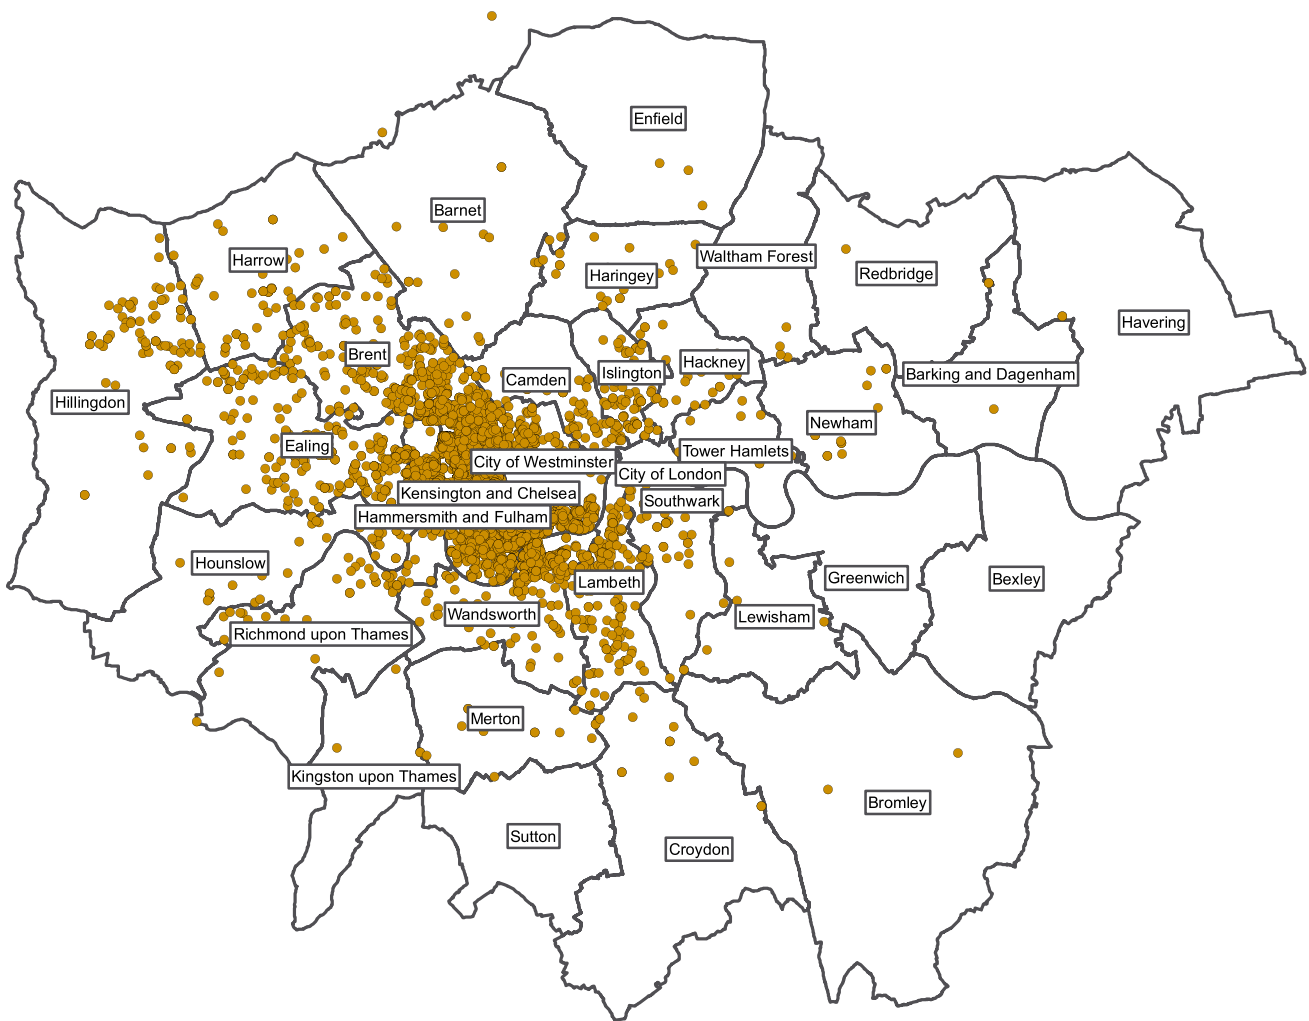 Enfield
Barnet
Waltham Forest
Harrow
Haringey
Redbridge
Havering
Brent
Hackney
Islington
Camden
Barking and Dagenham
Hillingdon
Newham
Ealing
Tower Hamlets
City of Westminster
City of London
Kensington and Chelsea
Southwark
Hammersmith and Fulham
Hounslow
Greenwich
Bexley
Lambeth
Wandsworth
Lewisham
Richmond upon Thames
Merton
Kingston upon Thames
Bromley
Sutton
Croydon